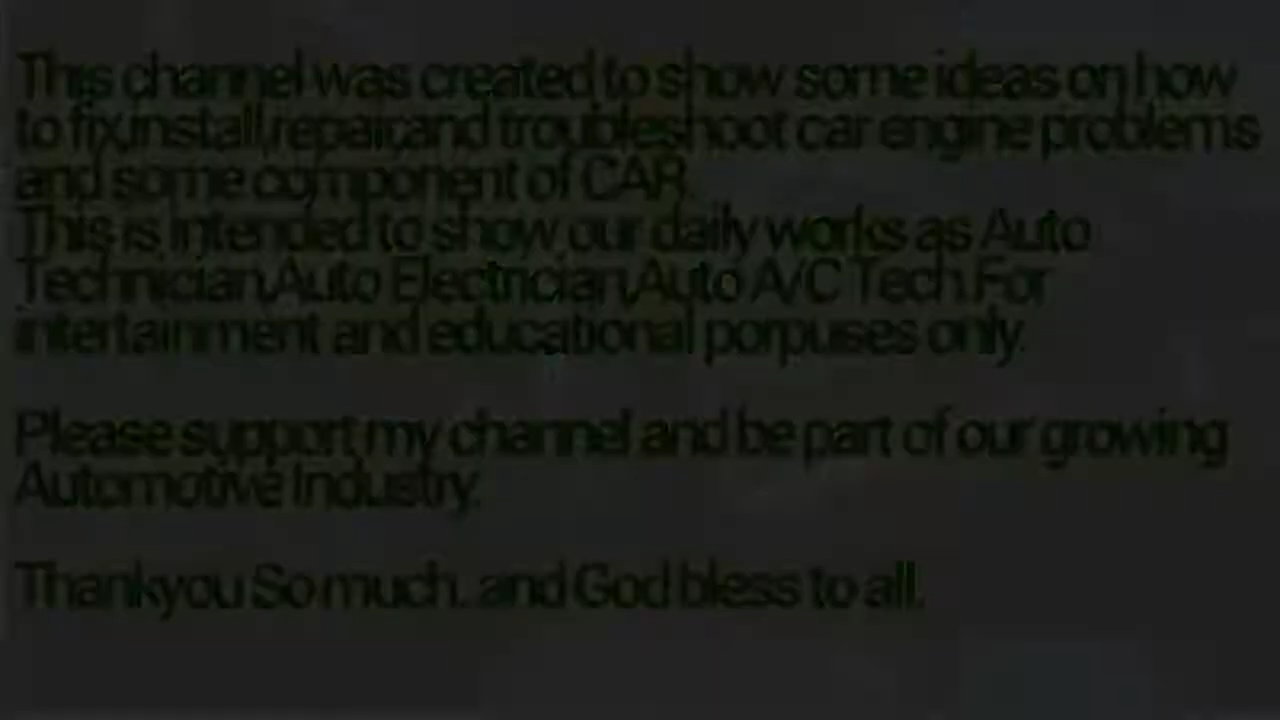 This channel was created to show some ideas on how
to fix,install,repair,and troubleshoot car engine problems
and some component of CAR.
This is intended to show our daily works as Auto
Technician,Auto Electrician,Auto A/C Tech.For
intertainment and educational porpuises only.
Please support my channel and be part of our growing
Automotive Industry.
Thankyou So much. and God bless to all.